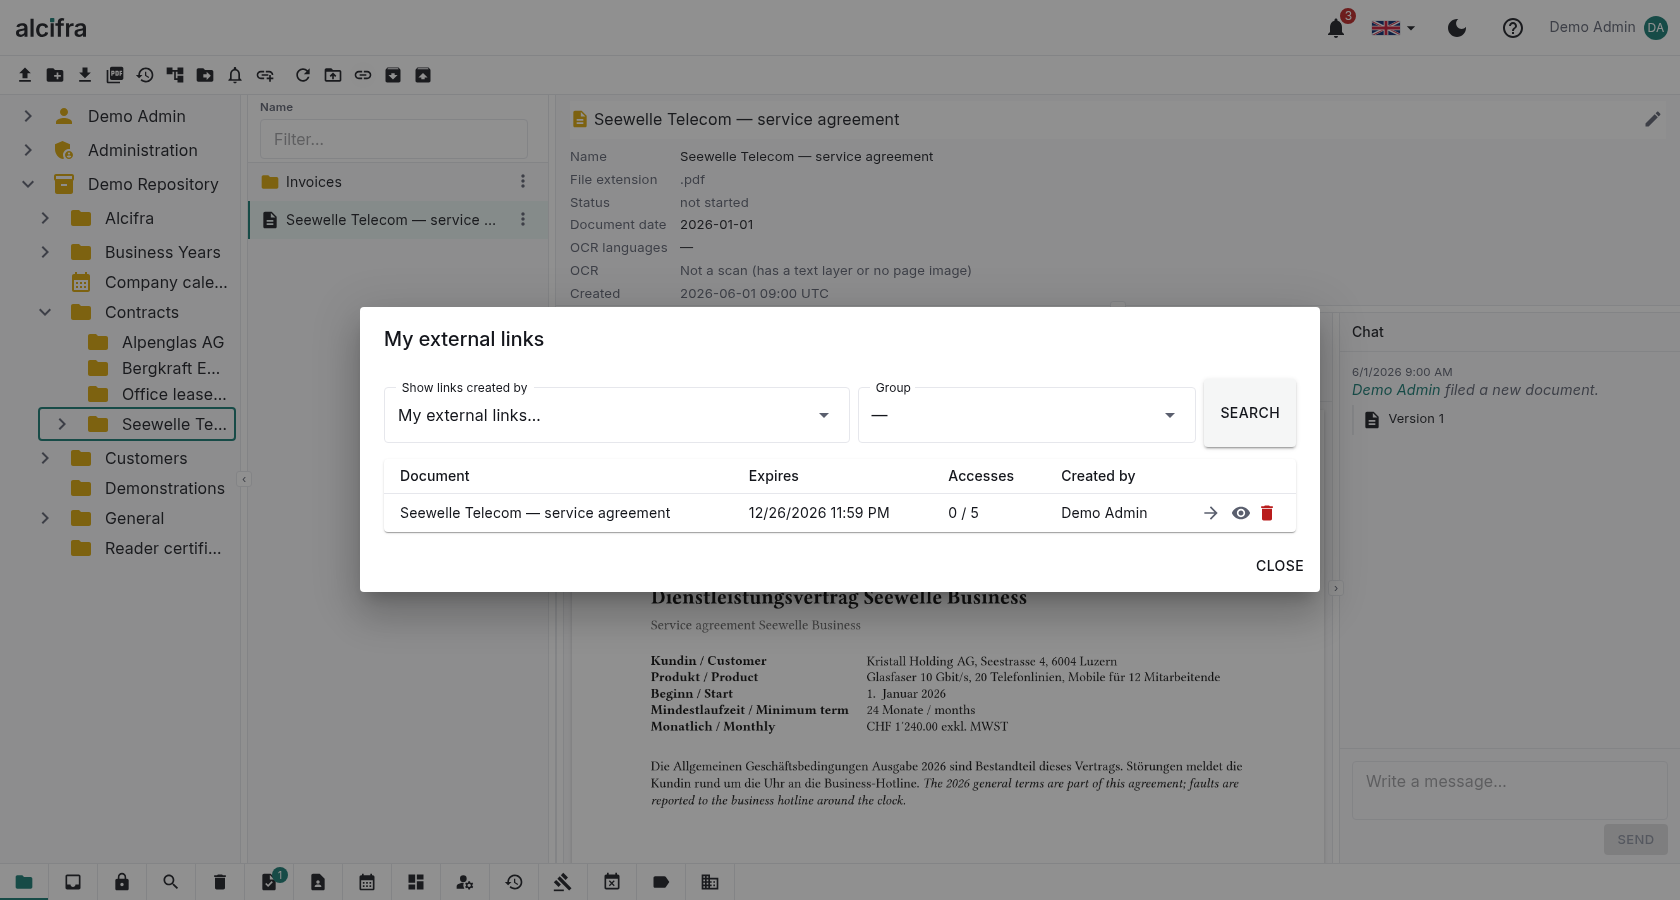 alcifra
3
Demo Admin
DA
Demo Admin
Administration
Demo Repository
Alcifra
Business Years
Company cale...
Contracts
Alpenglas AG
Bergkraft E...
Office lease...
Seewelle Te...
Customers
Demonstrations
General
Reader certifi...
Name
Filter...
Invoices
Seewelle Telecom — service ...
Seewelle Telecom — service agreement
Name Seewelle Telecom — service agreement
File extension .pdf
Status not started
Document date 2026-01-01
OCR languages —
OCR Not a scan (has a text layer or no page image)
Created 2026-06-01 09:00 UTC
My external links
Show links created by
My external links...
Group
—
SEARCH
Document Expires Accesses Created by
Seewelle Telecom — service agreement 12/26/2026 11:59 PM 0 / 5 Demo Admin
CLOSE
Dienstleistungsvertrag Seewelle Business
Service agreement Seewelle Business
Kundin / Customer Kristall Holding AG, Seestrasse 4, 6004 Luzern
Produkt / Product Glasfaser 10 Gbit/s, 20 Telefonlinien, Mobile für 12 Mitarbeitende
Beginn / Start 1. Januar 2026
Mindestlaufzeit / Minimum term 24 Monate / months
Monatlich / Monthly CHF 1'240.00 exkl. MWST
Die Allgemeinen Geschäftsbedingungen Ausgabe 2026 sind Bestandteil dieses Vertrags. Störungen meldet die
Kundin rund um die Uhr an die Business-Hotline. The 2026 general terms are part of this agreement; faults are
reported to the business hotline around the clock.
Chat
6/1/2026 9:00 AM
Demo Admin filed a new document.
Version 1
Write a message...
SEND
1